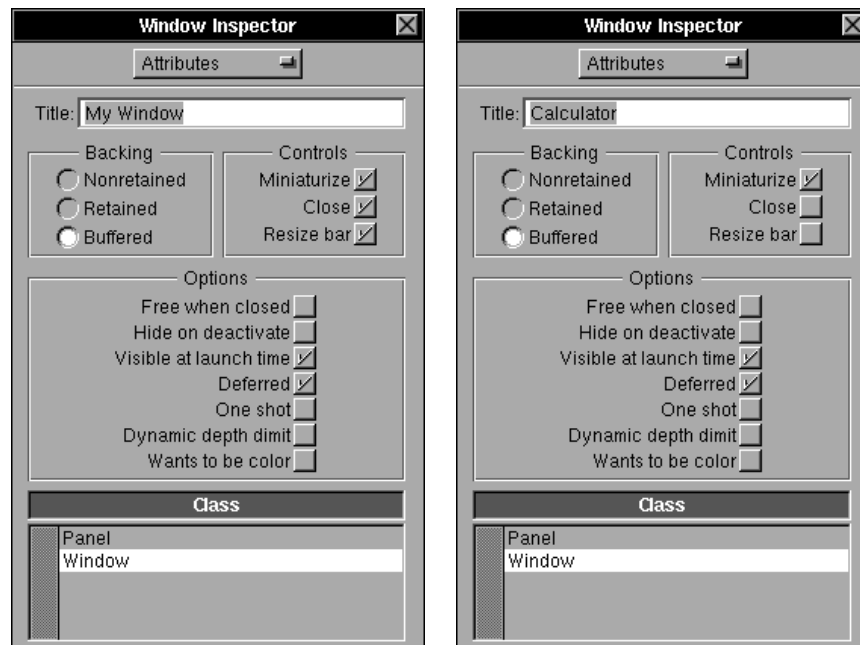 Window Inspector
Attributes
Title: My Window
Backing
Nonretained
Retained
Buffered
Controls
Miniaturize
Close
Resize bar
Options
Free when closed
Hide on deactivate
Visible at launch time
Deferred
One shot
Dynamic depth dimit
Wants to be color
Class
Panel
Window
Window Inspector
Attributes
Title: Calculator
Backing
Nonretained
Retained
Buffered
Controls
Miniaturize
Close
Resize bar
Options
Free when closed
Hide on deactivate
Visible at launch time
Deferred
One shot
Dynamic depth dimit
Wants to be color
Class
Panel
Window